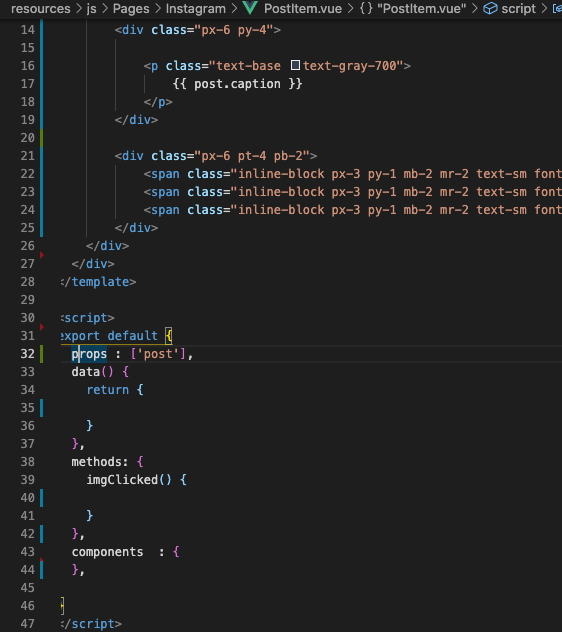 resources > js > Pages > Instagram > PostItem.vue > {} "PostItem.vue" > script >
14 <div class="px-6 py-4">
15
16 <p class="text-base text-gray-700">
17 {{ post.caption }}
18 </p>
19 </div>
20
21 <div class="px-6 pt-4 pb-2">
22 <span class="inline-block px-3 py-1 mb-2 mr-2 text-sm font
23 <span class="inline-block px-3 py-1 mb-2 mr-2 text-sm font
24 <span class="inline-block px-3 py-1 mb-2 mr-2 text-sm font
25 </div>
26 </div>
27 </div>
28 </template>
29
30 <script>
31 export default {
32 props : ['post'],
33 data() {
34 return {
35
36 }
37 },
38 methods: {
39 imgClicked() {
40
41 }
42 },
43 components  : {
44 },
45
46 }
47 </script>